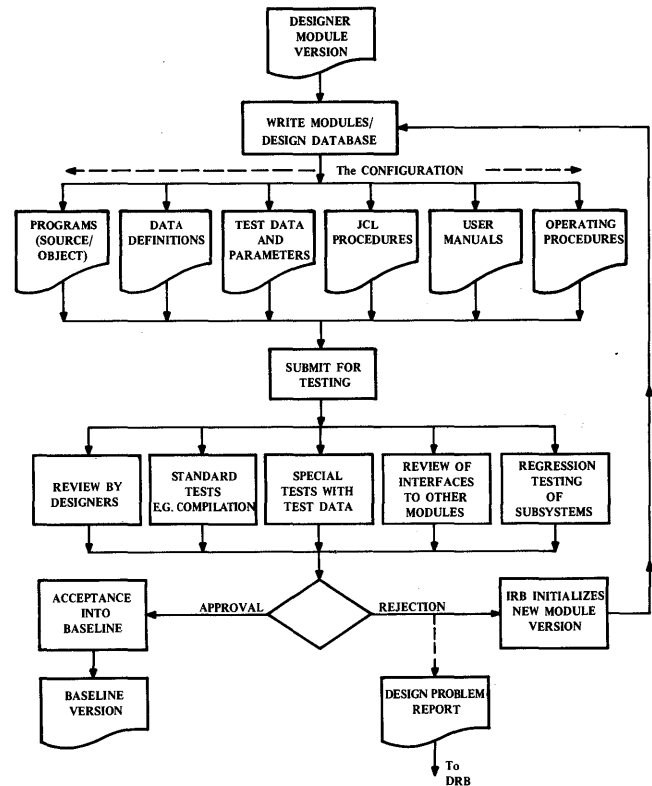 DESIGNER
MODULE
VERSION
WRITE MODULES/
DESIGN DATABASE
The CONFIGURATION
PROGRAMS
(SOURCE/
OBJECT)
DATA
DEFINITIONS
TEST DATA
AND
PARAMETERS
JCL
PROCEDURES
USER
MANUALS
OPERATING
PROCEDURES
SUBMIT FOR
TESTING
REVIEW BY
DESIGNERS
STANDARD
TESTS
E.G. COMPILATION
SPECIAL
TESTS WITH
TEST DATA
REVIEW OF
INTERFACES
TO OTHER
MODULES
REGRESSION
TESTING
OF
SUBSYSTEMS
ACCEPTANCE
INTO
BASELINE
APPROVAL
REJECTION
IRB INITIALIZES
NEW MODULE
VERSION
BASELINE
VERSION
DESIGN PROBLEM
REPORT
To
DRB